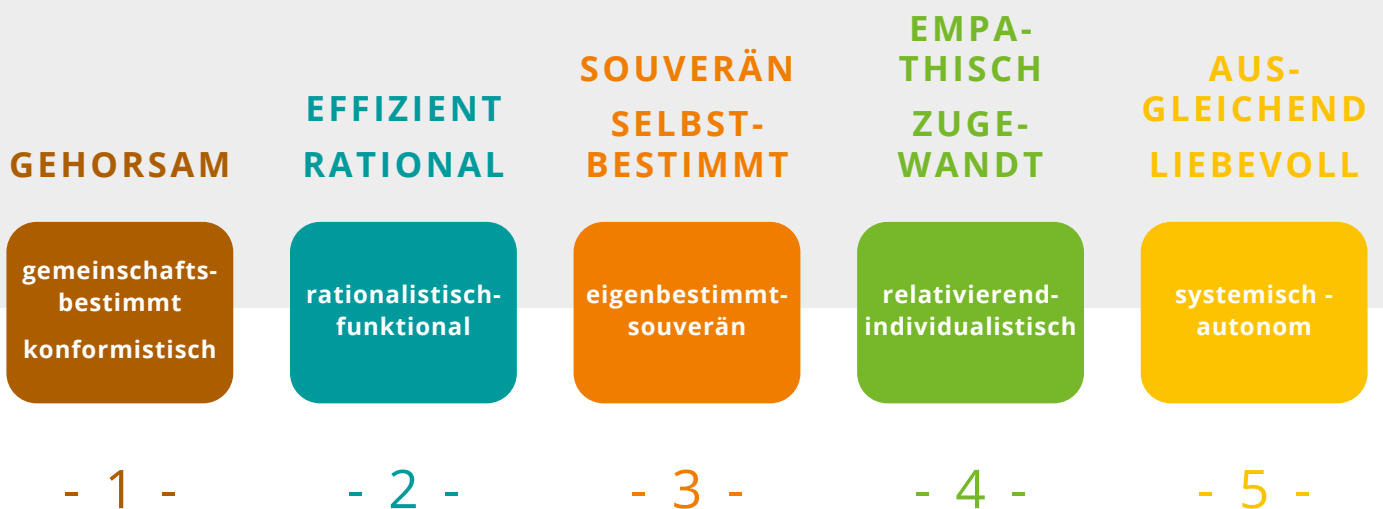 GEHORSAM
EFFIZIENT
RATIONAL
SOUVERÄN
SELBST-
BESTIMMT
EMPA-
THISCH
ZUGE-
WANDT
AUS-
GLEICHEND
LIEBEVOLL
gemeinschafts-
bestimmt
konformistisch
rationalistisch-
funktional
eigenbestimmt-
souverän
relativierend-
individualistisch
systemisch -
autonom
- 1 -
- 2 -
- 3 -
- 4 -
- 5 -